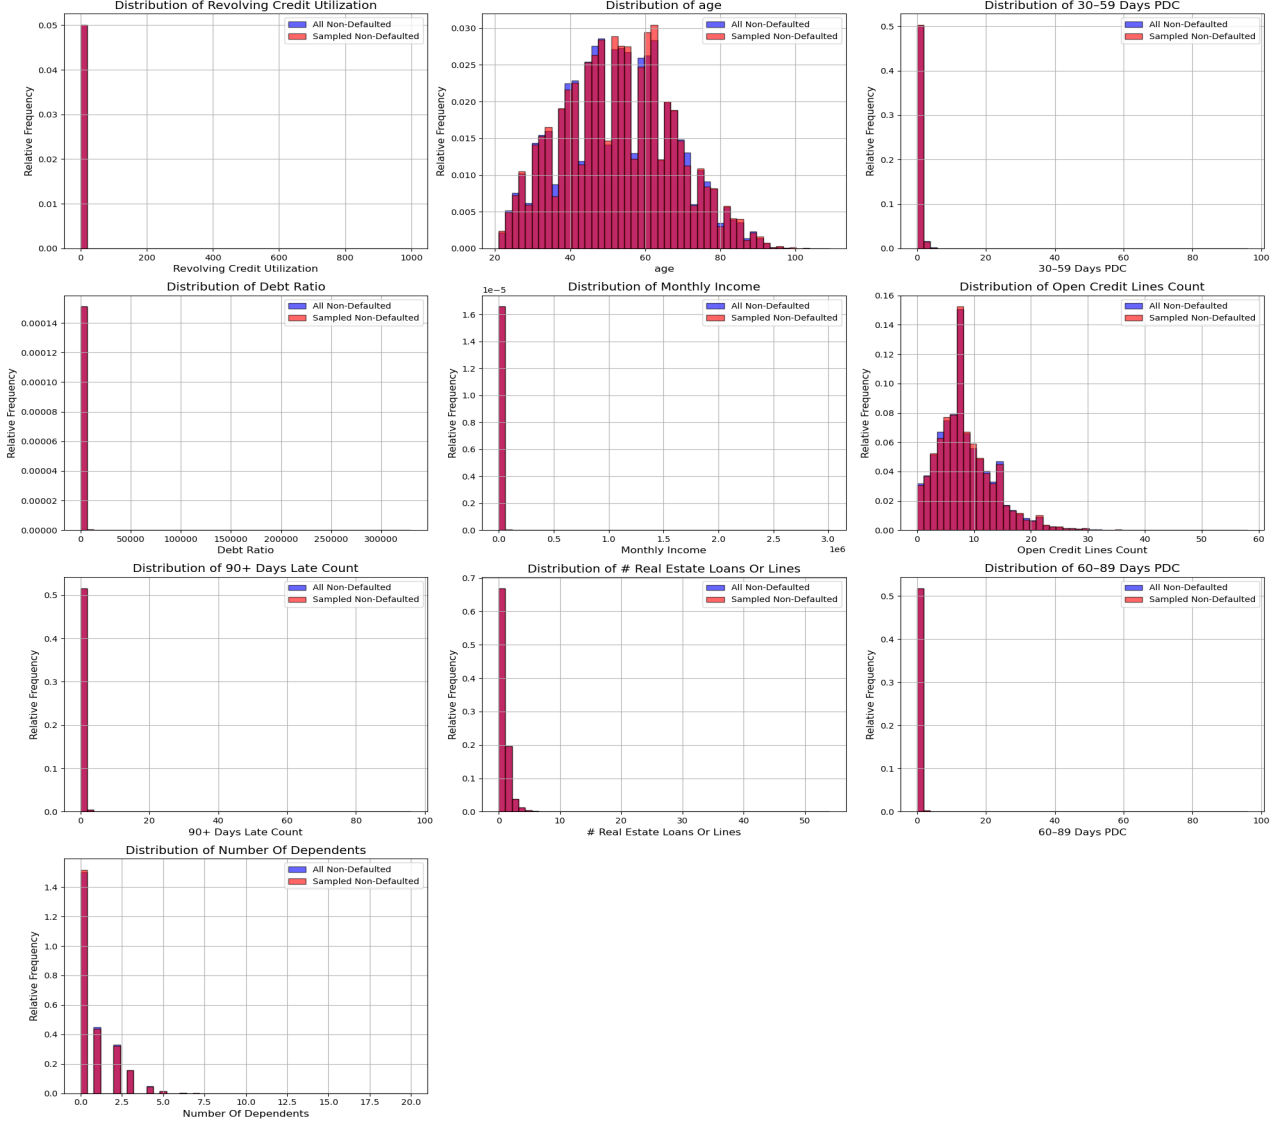 Distribution of Revolving Credit Utilization
All Non-Defaulted
Sampled Non-Defaulted
Relative Frequency
0.05
0.04
0.03
0.02
0.01
0.00
0 200 400 600 800 1000
Revolving Credit Utilization
Distribution of age
All Non-Defaulted
Sampled Non-Defaulted
Relative Frequency
0.030
0.025
0.020
0.015
0.010
0.005
0.000
20 40 60 80 100
age
Distribution of 30–59 Days PDC
All Non-Defaulted
Sampled Non-Defaulted
Relative Frequency
0.5
0.4
0.3
0.2
0.1
0.0
0 20 40 60 80 100
30–59 Days PDC
Distribution of Debt Ratio
All Non-Defaulted
Sampled Non-Defaulted
Relative Frequency
0.00014
0.00012
0.00010
0.00008
0.00006
0.00004
0.00002
0.00000
0 50000 100000 150000 200000 250000 300000
Debt Ratio
1e−5
Distribution of Monthly Income
All Non-Defaulted
Sampled Non-Defaulted
Relative Frequency
1.6
1.4
1.2
1.0
0.8
0.6
0.4
0.2
0.0
0.0 0.5 1.0 1.5 2.0 2.5 3.0
1e6
Monthly Income
Distribution of Open Credit Lines Count
All Non-Defaulted
Sampled Non-Defaulted
Relative Frequency
0.16
0.14
0.12
0.10
0.08
0.06
0.04
0.02
0.00
0 10 20 30 40 50 60
Open Credit Lines Count
Distribution of 90+ Days Late Count
All Non-Defaulted
Sampled Non-Defaulted
Relative Frequency
0.5
0.4
0.3
0.2
0.1
0.0
0 20 40 60 80 100
90+ Days Late Count
Distribution of # Real Estate Loans Or Lines
All Non-Defaulted
Sampled Non-Defaulted
Relative Frequency
0.7
0.6
0.5
0.4
0.3
0.2
0.1
0.0
0 10 20 30 40 50
# Real Estate Loans Or Lines
Distribution of 60–89 Days PDC
All Non-Defaulted
Sampled Non-Defaulted
Relative Frequency
0.5
0.4
0.3
0.2
0.1
0.0
0 20 40 60 80 100
60–89 Days PDC
Distribution of Number Of Dependents
All Non-Defaulted
Sampled Non-Defaulted
Relative Frequency
1.4
1.2
1.0
0.8
0.6
0.4
0.2
0.0
0.0 2.5 5.0 7.5 10.0 12.5 15.0 17.5 20.0
Number Of Dependents